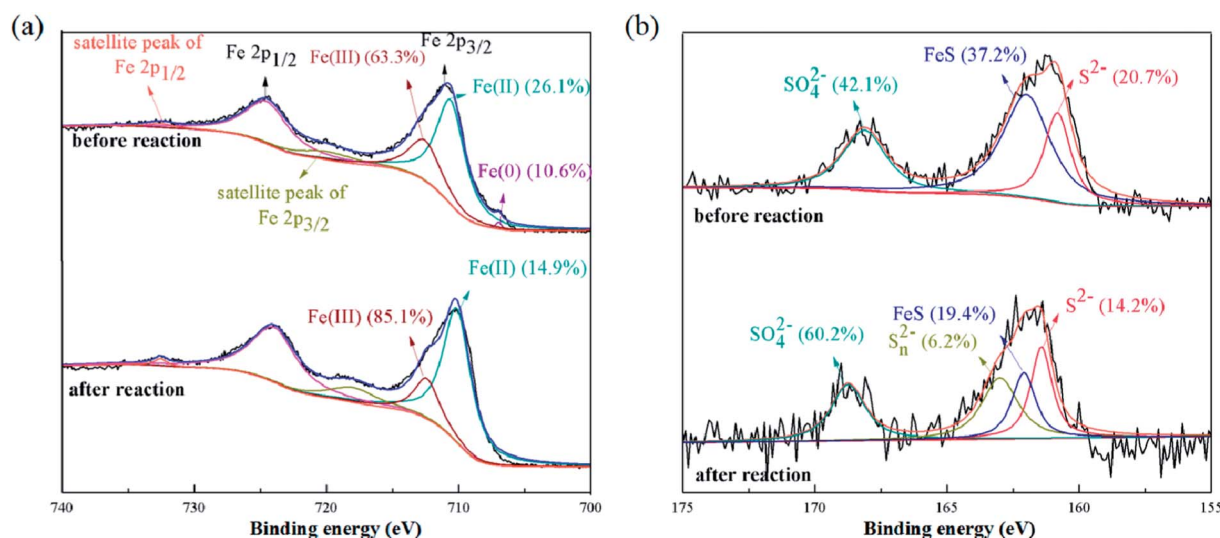 (a)
satellite peak of
Fe 2p1/2
Fe 2p1/2
Fe(III) (63.3%)
Fe 2p3/2
Fe(II) (26.1%)
before reaction
Fe(0) (10.6%)
satellite peak of
Fe 2p3/2
Fe(II) (14.9%)
Fe(III) (85.1%)
after reaction
740 730 720 710 700
Binding energy (eV)
(b)
FeS
(37.2%)
S2- (20.7%)
SO42- (42.1%)
before reaction
FeS
(19.4%)
S2- (14.2%)
SO42- (60.2%)
Sn2- (6.2%)
after reaction
175 170 165 160 155
Binding energy (eV)